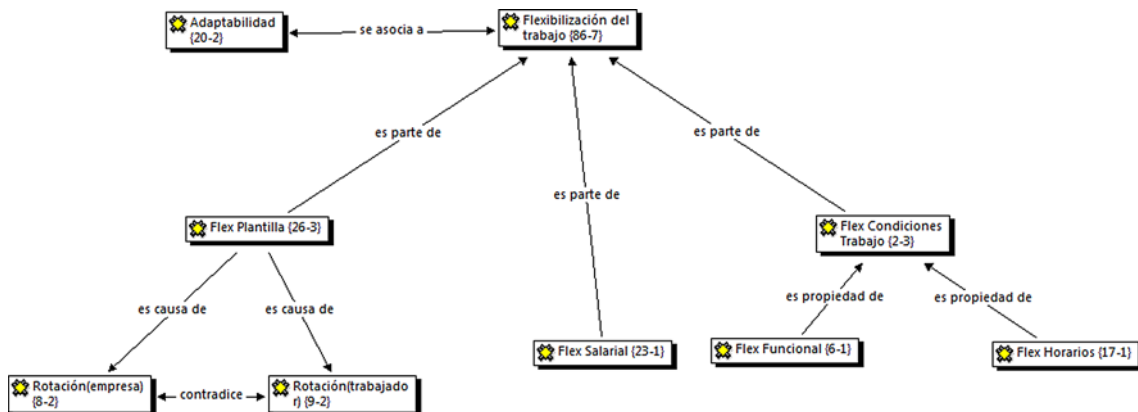 Adaptabilidad
{20-2}
se asocia a
Flexibilización del
trabajo {86-7}
es parte de
es parte de
es parte de
Flex Plantilla {26-3}
Flex Condiciones
Trabajo {2-3}
es causa de
es causa de
es propiedad de
es propiedad de
Flex Salarial {23-1}
Flex Funcional {6-1}
Flex Horarios {17-1}
Rotación(empresa)
{8-2}
contradice
Rotación(trabajado
r) {9-2}